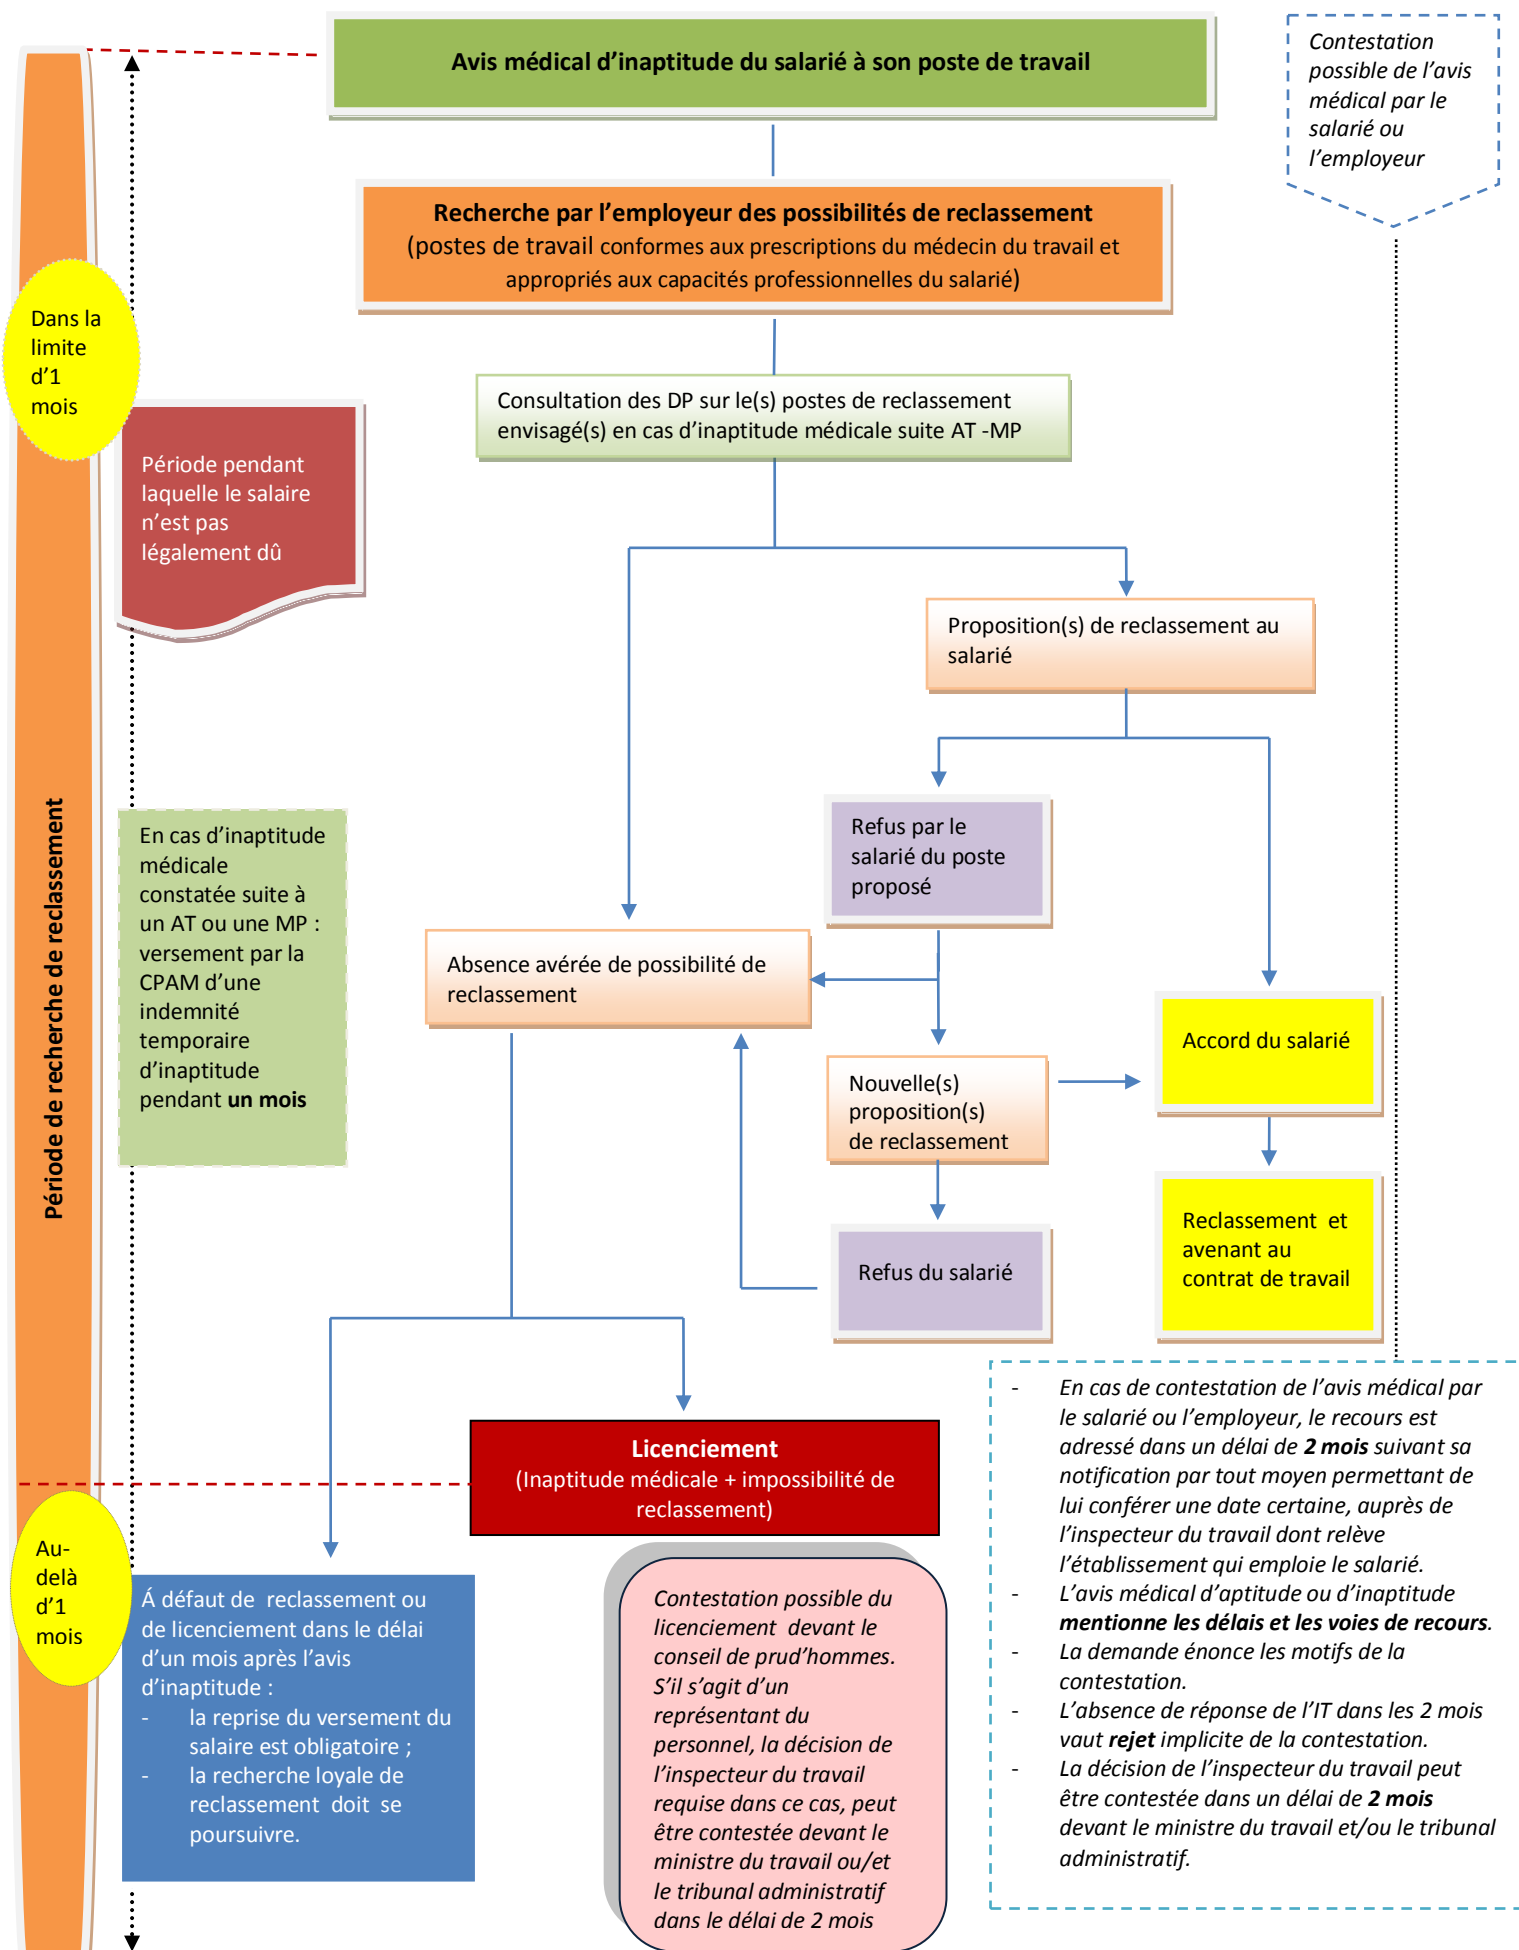 Avis médical d'inaptitude du salarié à son poste de travail
Contestation
possible de l'avis
médical par le
salarié ou
l'employeur
Recherche par l'employeur des possibilités de reclassement
(postes de travail conformes aux prescriptions du médecin du travail et
appropriés aux capacités professionnelles du salarié)
Dans la
limite
d'1
mois
Consultation des DP sur le(s) postes de reclassement
envisagé(s) en cas d'inaptitude médicale suite AT -MP
Période pendant
laquelle le salaire
n'est pas
légalement dû
Proposition(s) de reclassement au
salarié
Période de recherche de reclassement
En cas d'inaptitude
médicale
constatée suite à
un AT ou une MP :
versement par la
CPAM d'une
indemnité
temporaire
d'inaptitude
pendant un mois
Refus par le
salarié du poste
proposé
Absence avérée de possibilité de
reclassement
Accord du salarié
Nouvelle(s)
proposition(s)
de reclassement
Reclassement et
avenant au
contrat de travail
Refus du salarié
Licenciement
(Inaptitude médicale + impossibilité de
reclassement)
- En cas de contestation de l'avis médical par
le salarié ou l'employeur, le recours est
adressé dans un délai de 2 mois suivant sa
notification par tout moyen permettant de
lui conférer une date certaine, auprès de
l'inspecteur du travail dont relève
l'établissement qui emploie le salarié.
- L'avis médical d'aptitude ou d'inaptitude
mentionne les délais et les voies de recours.
- La demande énonce les motifs de la
contestation.
- L'absence de réponse de l'IT dans les 2 mois
vaut rejet implicite de la contestation.
- La décision de l'inspecteur du travail peut
être contestée dans un délai de 2 mois
devant le ministre du travail et/ou le tribunal
administratif.
Au-
delà
d'1
mois
Á défaut de reclassement ou
de licenciement dans le délai
d'un mois après l'avis
d'inaptitude :
- la reprise du versement du
salaire est obligatoire ;
- la recherche loyale de
reclassement doit se
poursuivre.
Contestation possible du
licenciement devant le
conseil de prud'hommes.
S'il s'agit d'un
représentant du
personnel, la décision de
l'inspecteur du travail
requise dans ce cas, peut
être contestée devant le
ministre du travail ou/et
le tribunal administratif
dans le délai de 2 mois